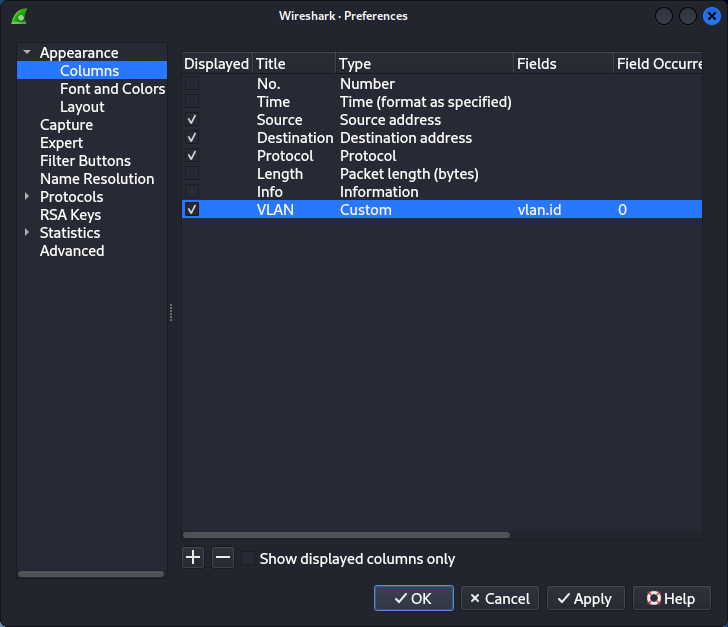 Wireshark · Preferences
Appearance
Columns
Font and Colors
Layout
Capture
Expert
Filter Buttons
Name Resolution
Protocols
RSA Keys
Statistics
Advanced
Displayed Title Type Fields Field Occurre
No. Number
Time Time (format as specified)
Source Source address
Destination Destination address
Protocol Protocol
Length Packet length (bytes)
Info Information
VLAN Custom vlan.id 0
Show displayed columns only
OK Cancel Apply Help